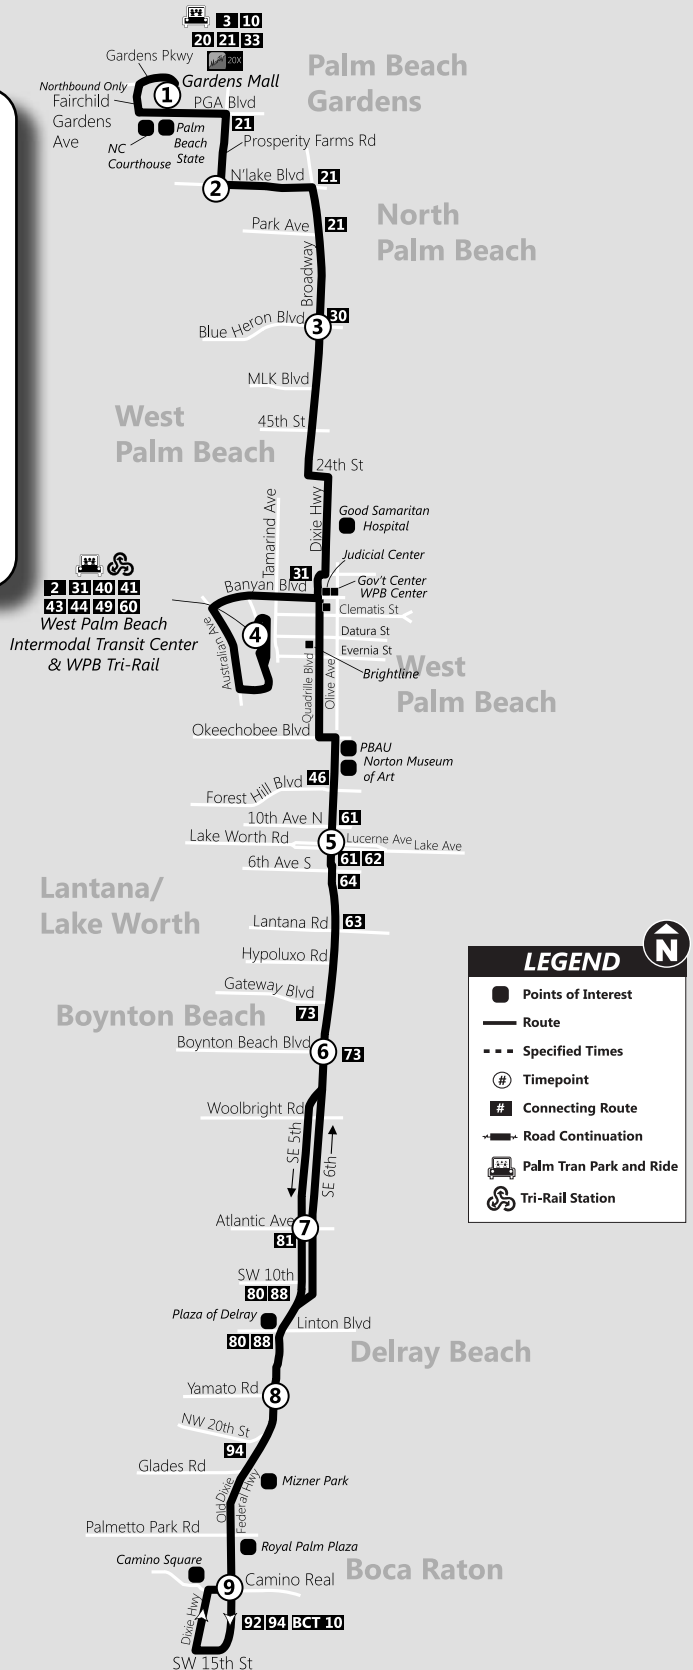 3 10
20 21 33
20X
Gardens Pkwy
Gardens Mall
Palm Beach
Gardens
Northbound Only
1
Fairchild
Gardens
Ave
PGA Blvd
21
NC
Courthouse
Palm
Beach
State
Prosperity Farms Rd
2
N'lake Blvd
21
Park Ave
21
North
Palm Beach
Broadway
Blue Heron Blvd
30
3
MLK Blvd
45th St
West
Palm Beach
24th St
Tamarind Ave
Dixie Hwy
Good Samaritan
Hospital
Judicial Center
31
Banyan Blvd
Gov't Center
WPB Center
Clematis St
2 31 40 41
43 44 49 60
West Palm Beach
Intermodal Transit Center
& WPB Tri-Rail
4
Australian Ave
Datura St
Evernia St
Quadrille Blvd
Olive Ave
Brightline
West
Palm Beach
Okeechobee Blvd
PBAU
Norton Museum
of Art
46
Forest Hill Blvd
10th Ave N
61
Lake Worth Rd
5
Lucerne Ave
Lake Ave
6th Ave S
61 62
64
Lantana/
Lake Worth
Lantana Rd
63
Hypoluxo Rd
Gateway Blvd
73
Boynton Beach
Boynton Beach Blvd
6
73
Woolbright Rd
SE 5th
SE 6th
Atlantic Ave
7
81
SW 10th
80 88
Plaza of Delray
Linton Blvd
80 88
Delray Beach
Yamato Rd
8
NW 20th St
94
Glades Rd
Mizner Park
Old Dixie
Federal Hwy
Palmetto Park Rd
Royal Palm Plaza
Camino Square
Boca Raton
9
Camino Real
Dixie Hwy
92 94 BCT 10
SW 15th St
N
LEGEND
Points of Interest
Route
Specified Times
# Timepoint
# Connecting Route
Road Continuation
Palm Tran Park and Ride
Tri-Rail Station